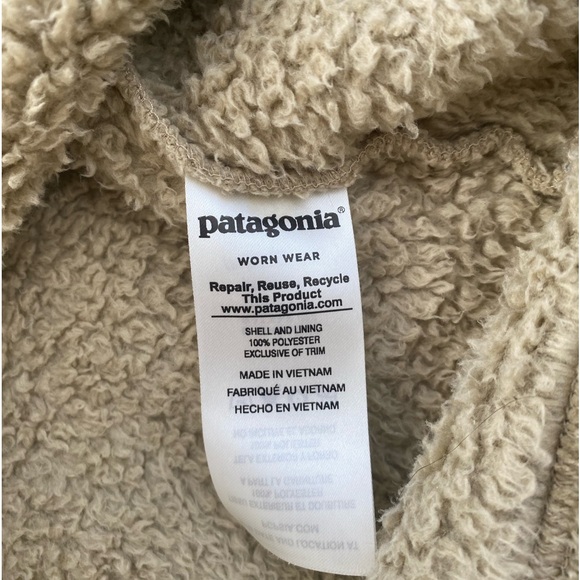 patagonia®
WORN WEAR
Repair, Reuse, Recycle
This Product
www.patagonia.com
SHELL AND LINING
100% POLYESTER
EXCLUSIVE OF TRIM
MADE IN VIETNAM
FABRIQUÉ AU VIETNAM
HECHO EN VIETNAM